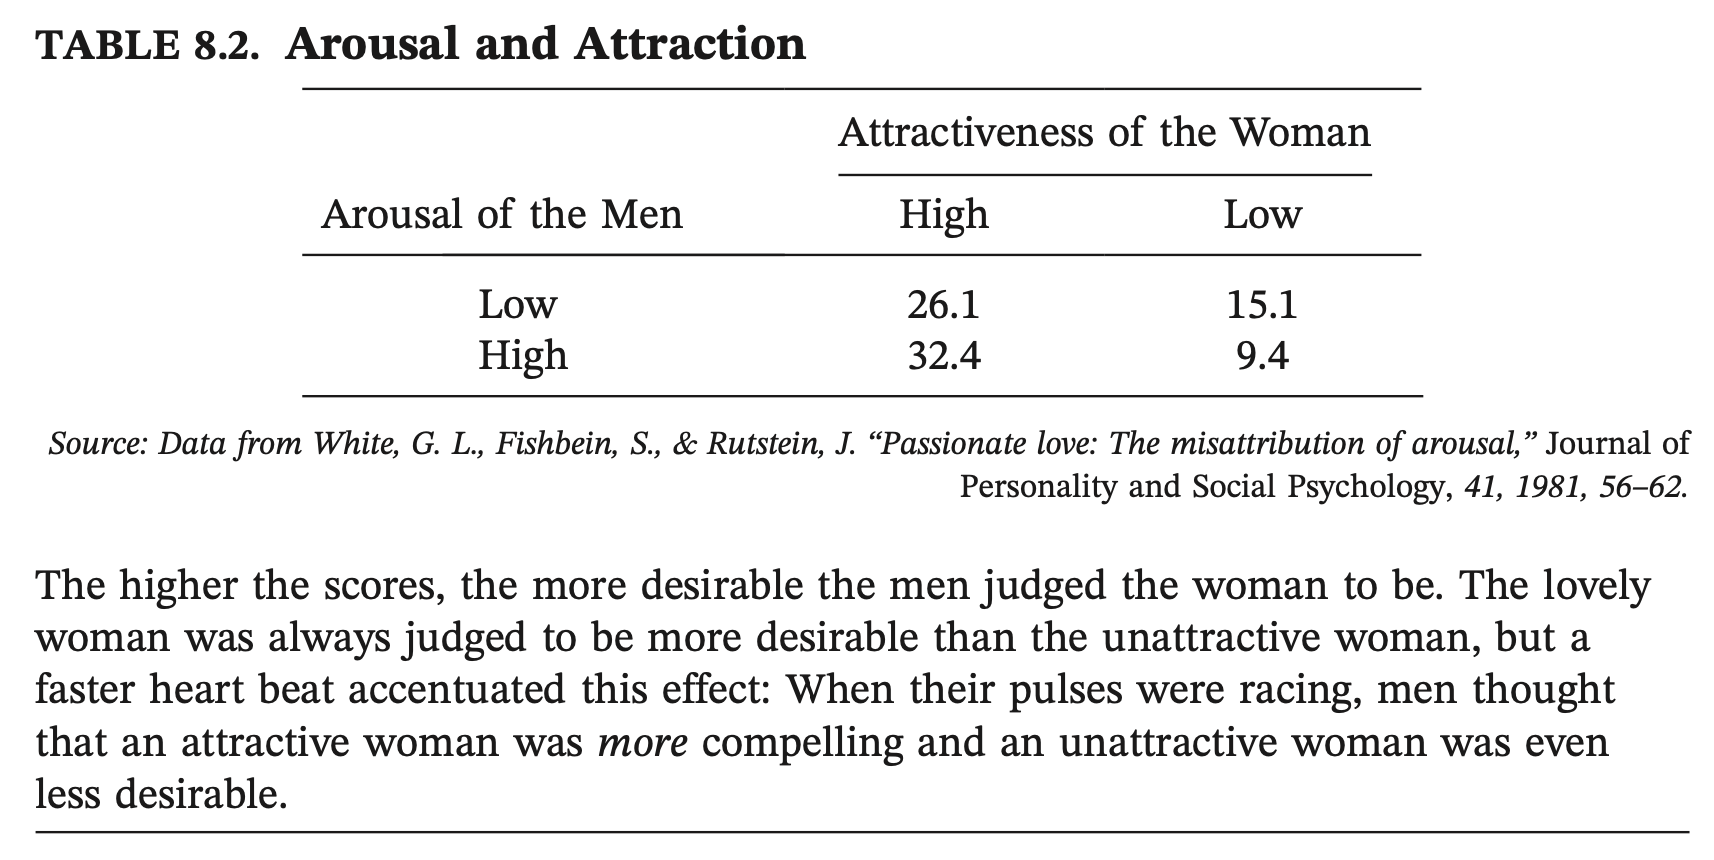 TABLE 8.2. Arousal and Attraction
Attractiveness of the Woman
Arousal of the Men High Low
Low 26.1 15.1
High 32.4 9.4
Source: Data from White, G. L., Fishbein, S., & Rutstein, J. “Passionate love: The misattribution of arousal,” Journal of
Personality and Social Psychology, 41, 1981, 56–62.
The higher the scores, the more desirable the men judged the woman to be. The lovely
woman was always judged to be more desirable than the unattractive woman, but a
faster heart beat accentuated this effect: When their pulses were racing, men thought
that an attractive woman was more compelling and an unattractive woman was even
less desirable.